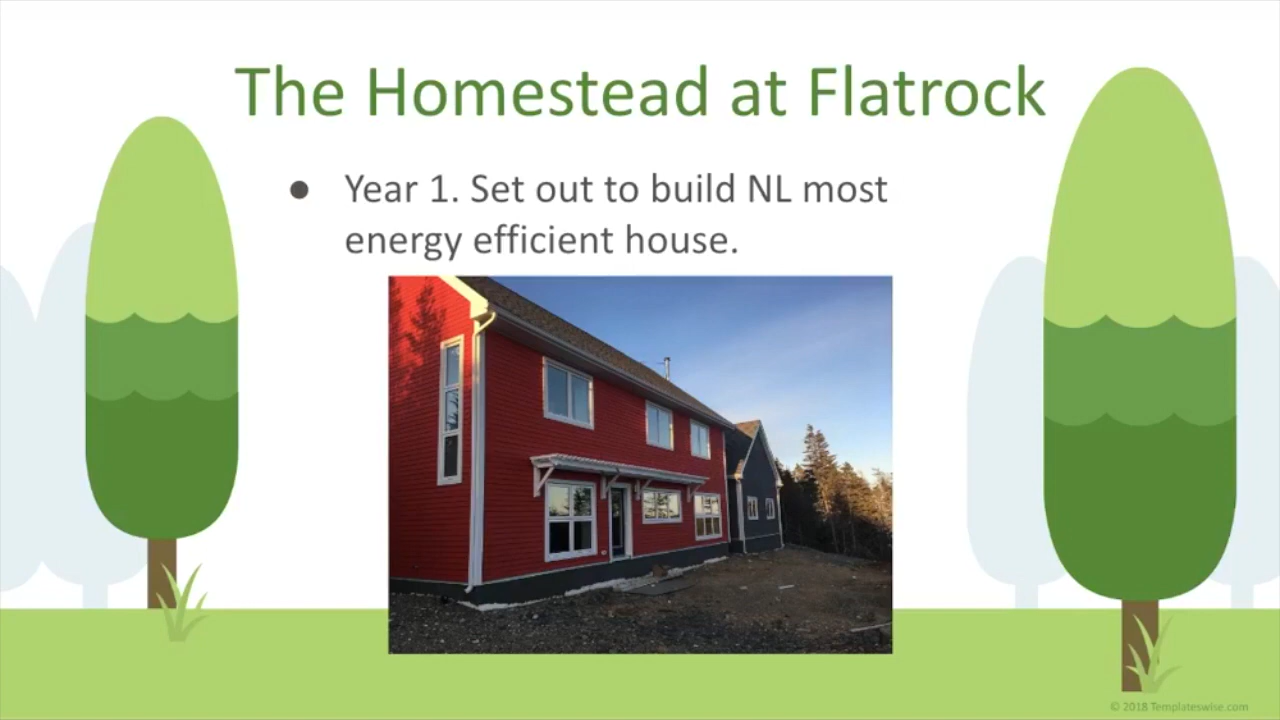 The Homestead at Flatrock
● Year 1. Set out to build NL most
energy efficient house.
© 2018 Templateswise.com